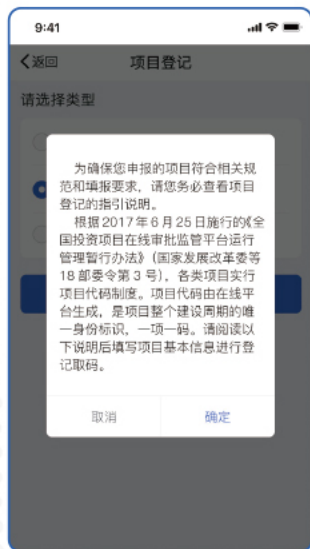 9:41
返回
项目登记
请选择类型
为确保您申报的项目符合相关规
范和填报要求，请您务必查看项目
登记的指引说明。
根据2017年6月25日施行的《全
国投资项目在线审批监管平台运行
管理暂行办法》（国家发展改革委等
18部委令第3号），各类项目实行
项目代码制度。项目代码由在线平
台生成，是项目整个建设周期的唯
一身份标识，一项一码。请阅读以
下说明后填写项目基本信息进行登
记取码。
取消
确定